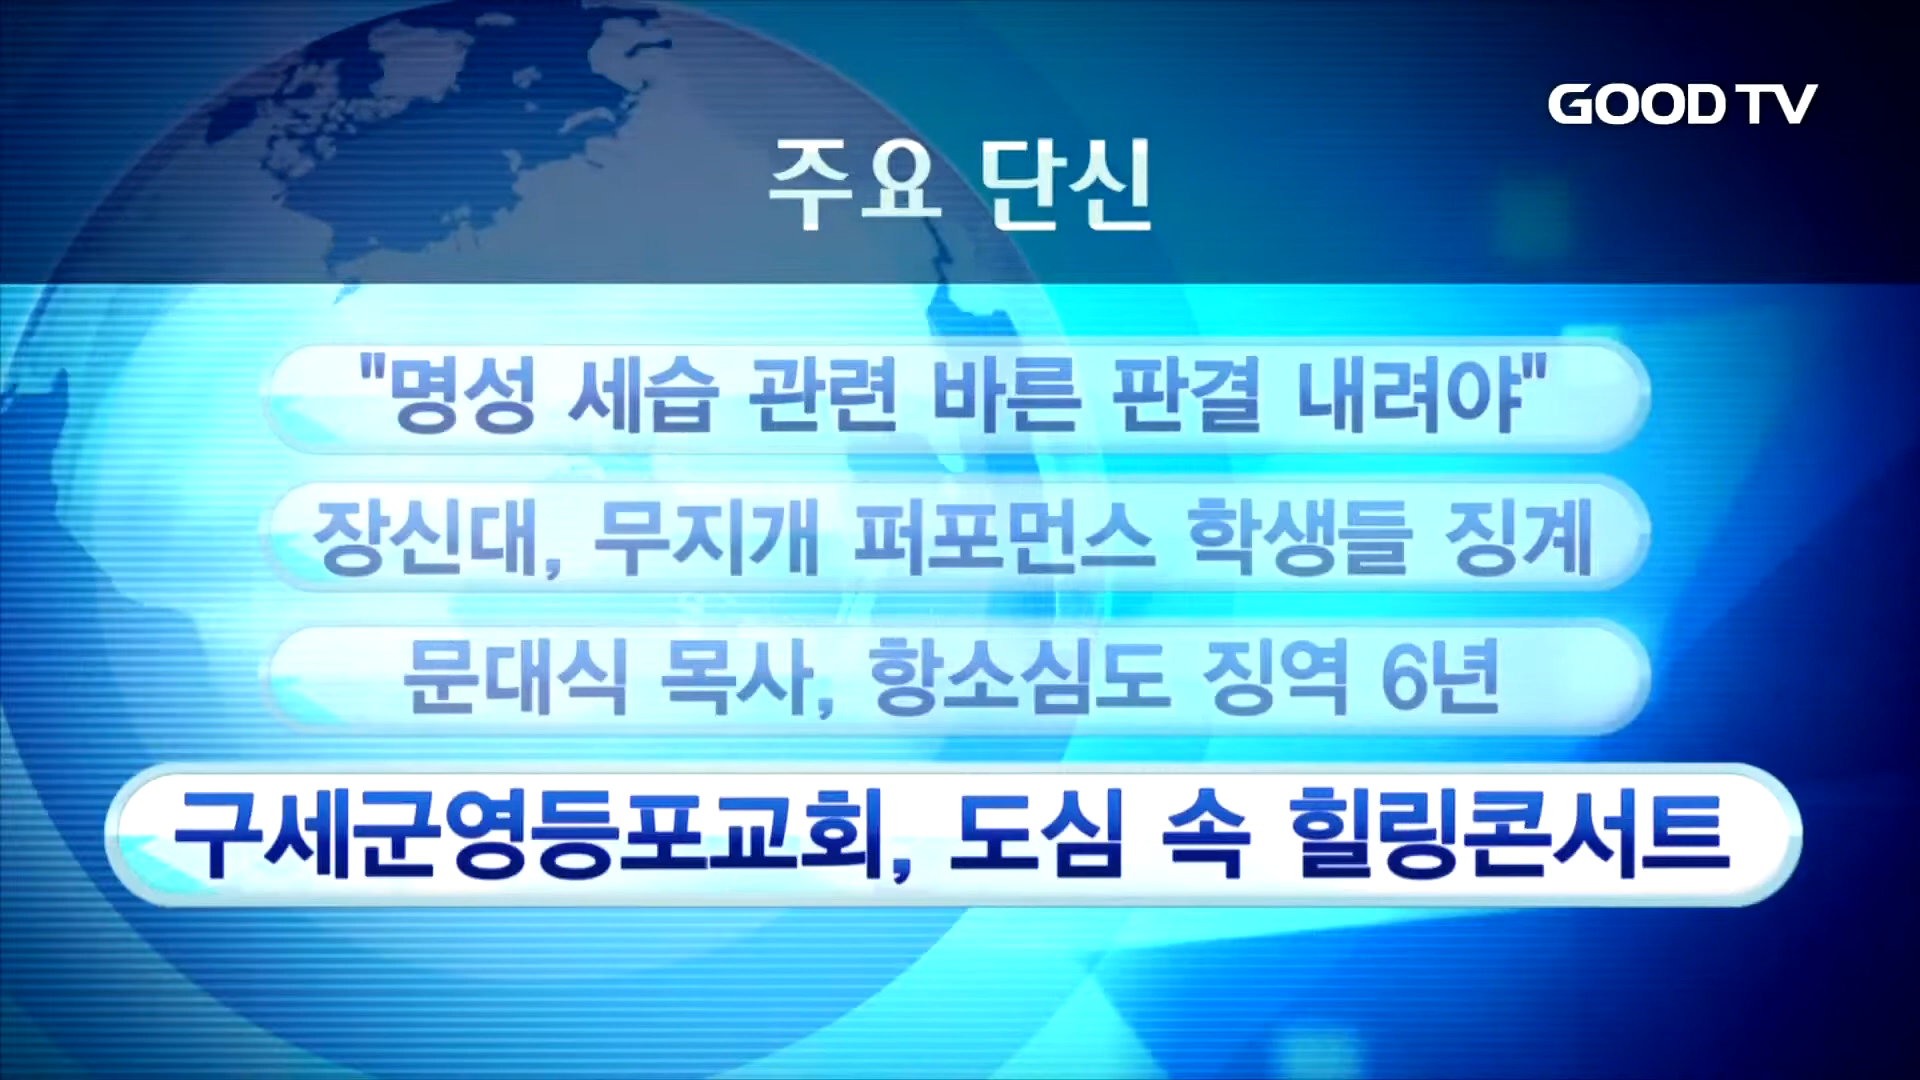 GOOD TV
주요 단신
"명성 세습 관련 바른 판결 내려야"
장신대, 무지개 퍼포먼스 학생들 징계
문대식 목사, 항소심도 징역 6년
구세군영등포교회, 도심 속 힐링콘서트